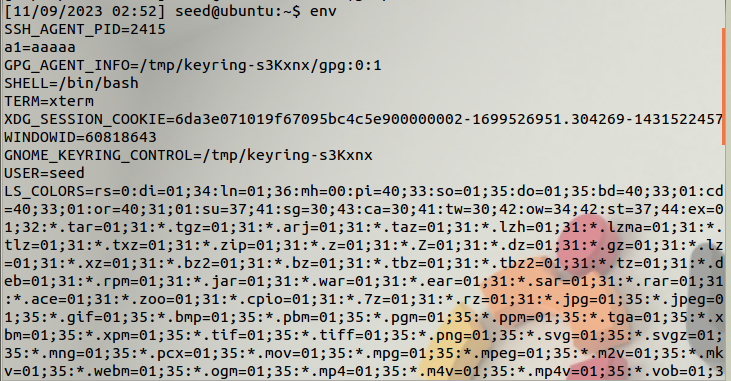 [11/09/2023 02:52] seed@ubuntu:~$ env
SSH_AGENT_PID=2415
a1=aaaaa
GPG_AGENT_INFO=/tmp/keyring-s3Kxnx/gpg:0:1
SHELL=/bin/bash
TERM=xterm
XDG_SESSION_COOKIE=6da3e071019f67095bc4c5e900000002-1699526951.304269-1431522457
WINDOWID=60818643
GNOME_KEYRING_CONTROL=/tmp/keyring-s3Kxnx
USER=seed
LS_COLORS=rs=0:di=01;34:ln=01;36:mh=00:pi=40;33:so=01;35:do=01;35:bd=40;33;01:cd
=40;33;01:or=40;31;01:su=37;41:sg=30;43:ca=30;41:tw=30;42:ow=34;42:st=37;44:ex=0
1;32:*.tar=01;31:*.tgz=01;31:*.arj=01;31:*.taz=01;31:*.lzh=01;31:*.lzma=01;31:*.
tlz=01;31:*.txz=01;31:*.zip=01;31:*.z=01;31:*.Z=01;31:*.dz=01;31:*.gz=01;31:*.lz
=01;31:*.xz=01;31:*.bz2=01;31:*.bz=01;31:*.tbz=01;31:*.tbz2=01;31:*.tz=01;31:*.d
eb=01;31:*.rpm=01;31:*.jar=01;31:*.war=01;31:*.ear=01;31:*.sar=01;31:*.rar=01;31
:*.ace=01;31:*.zoo=01;31:*.cpio=01;31:*.7z=01;31:*.rz=01;31:*.jpg=01;35:*.jpeg=0
1;35:*.gif=01;35:*.bmp=01;35:*.pbm=01;35:*.pgm=01;35:*.ppm=01;35:*.tga=01;35:*.x
bm=01;35:*.xpm=01;35:*.tif=01;35:*.tiff=01;35:*.png=01;35:*.svg=01;35:*.svgz=01;
35:*.mng=01;35:*.pcx=01;35:*.mov=01;35:*.mpg=01;35:*.mpeg=01;35:*.m2v=01;35:*.mk
v=01;35:*.webm=01;35:*.ogm=01;35:*.mp4=01;35:*.m4v=01;35:*.mp4v=01;35:*.vob=01;3